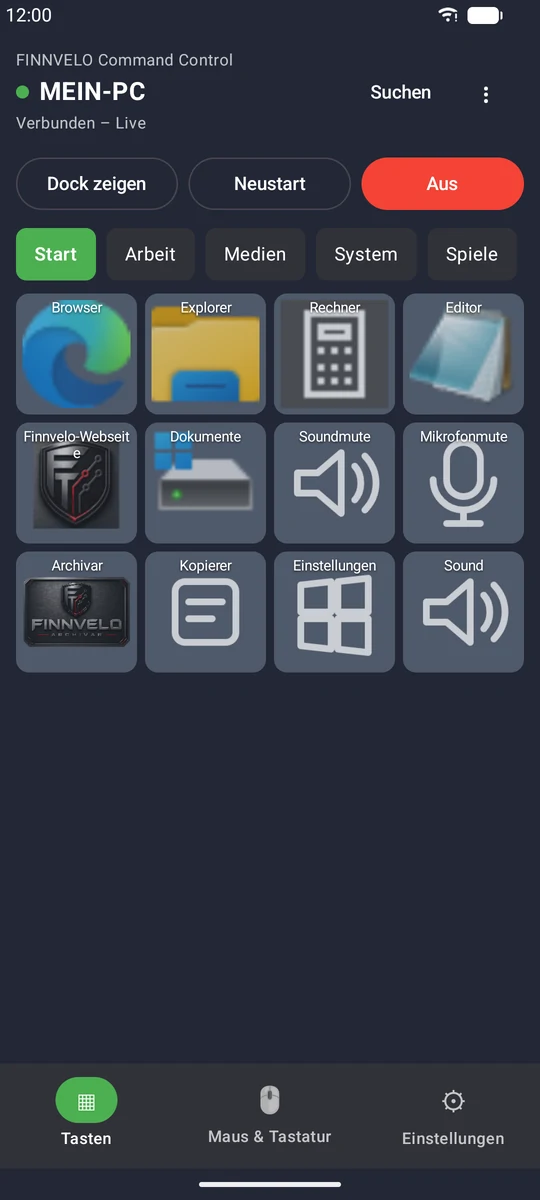 12:00
FINNVELO Command Control
MEIN-PC
Suchen
Verbunden – Live
Dock zeigen
Neustart
Aus
Start
Arbeit
Medien
System
Spiele
Browser
Explorer
Rechner
Editor
Finnvelo-Webseit
e
Dokumente
Soundmute
Mikrofonmute
Archivar
FINNVELO
ARCHIVAR
Kopierer
Einstellungen
Sound
Tasten
Maus & Tastatur
Einstellungen